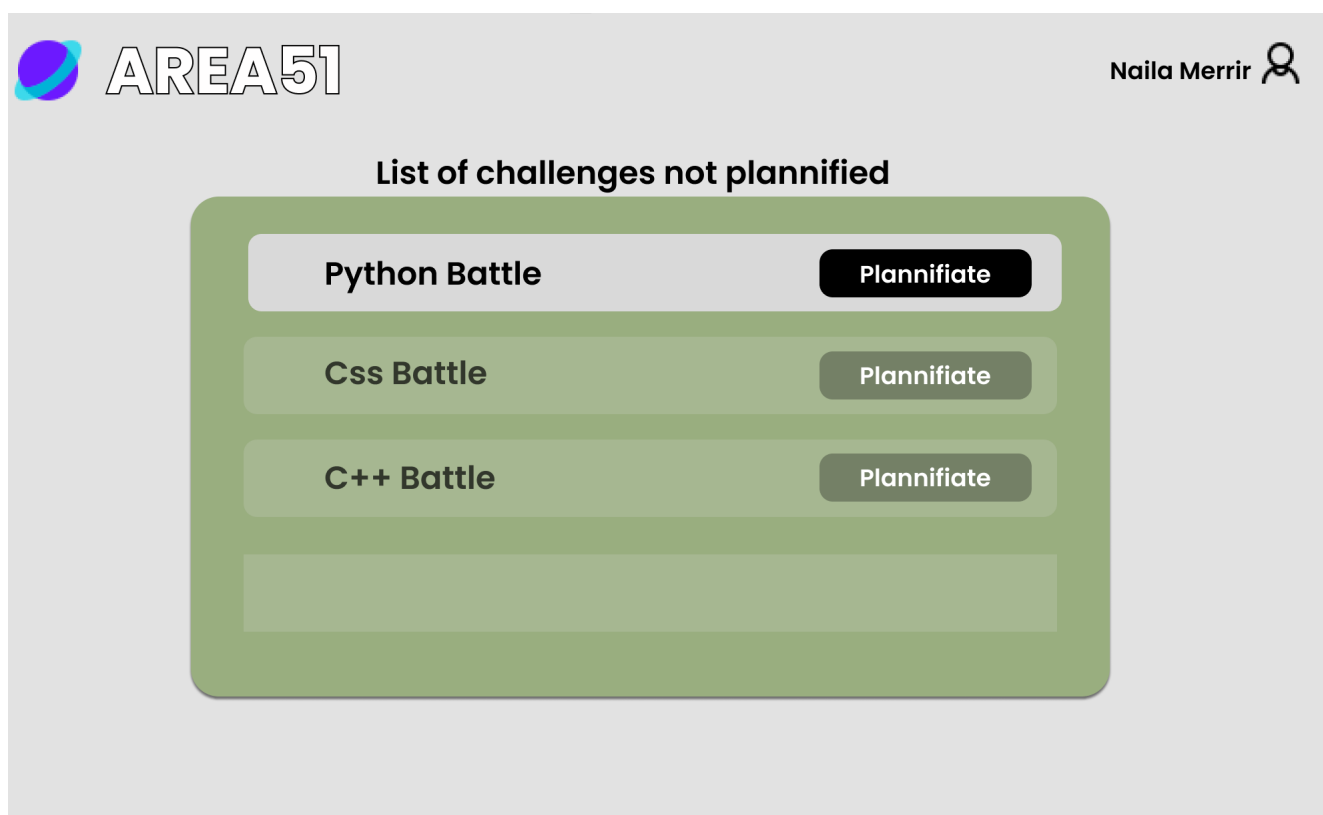 AREA51
Naila Merrir
List of challenges not plannified
Python Battle
Plannifiate
Css Battle
Plannifiate
C++ Battle
Plannifiate